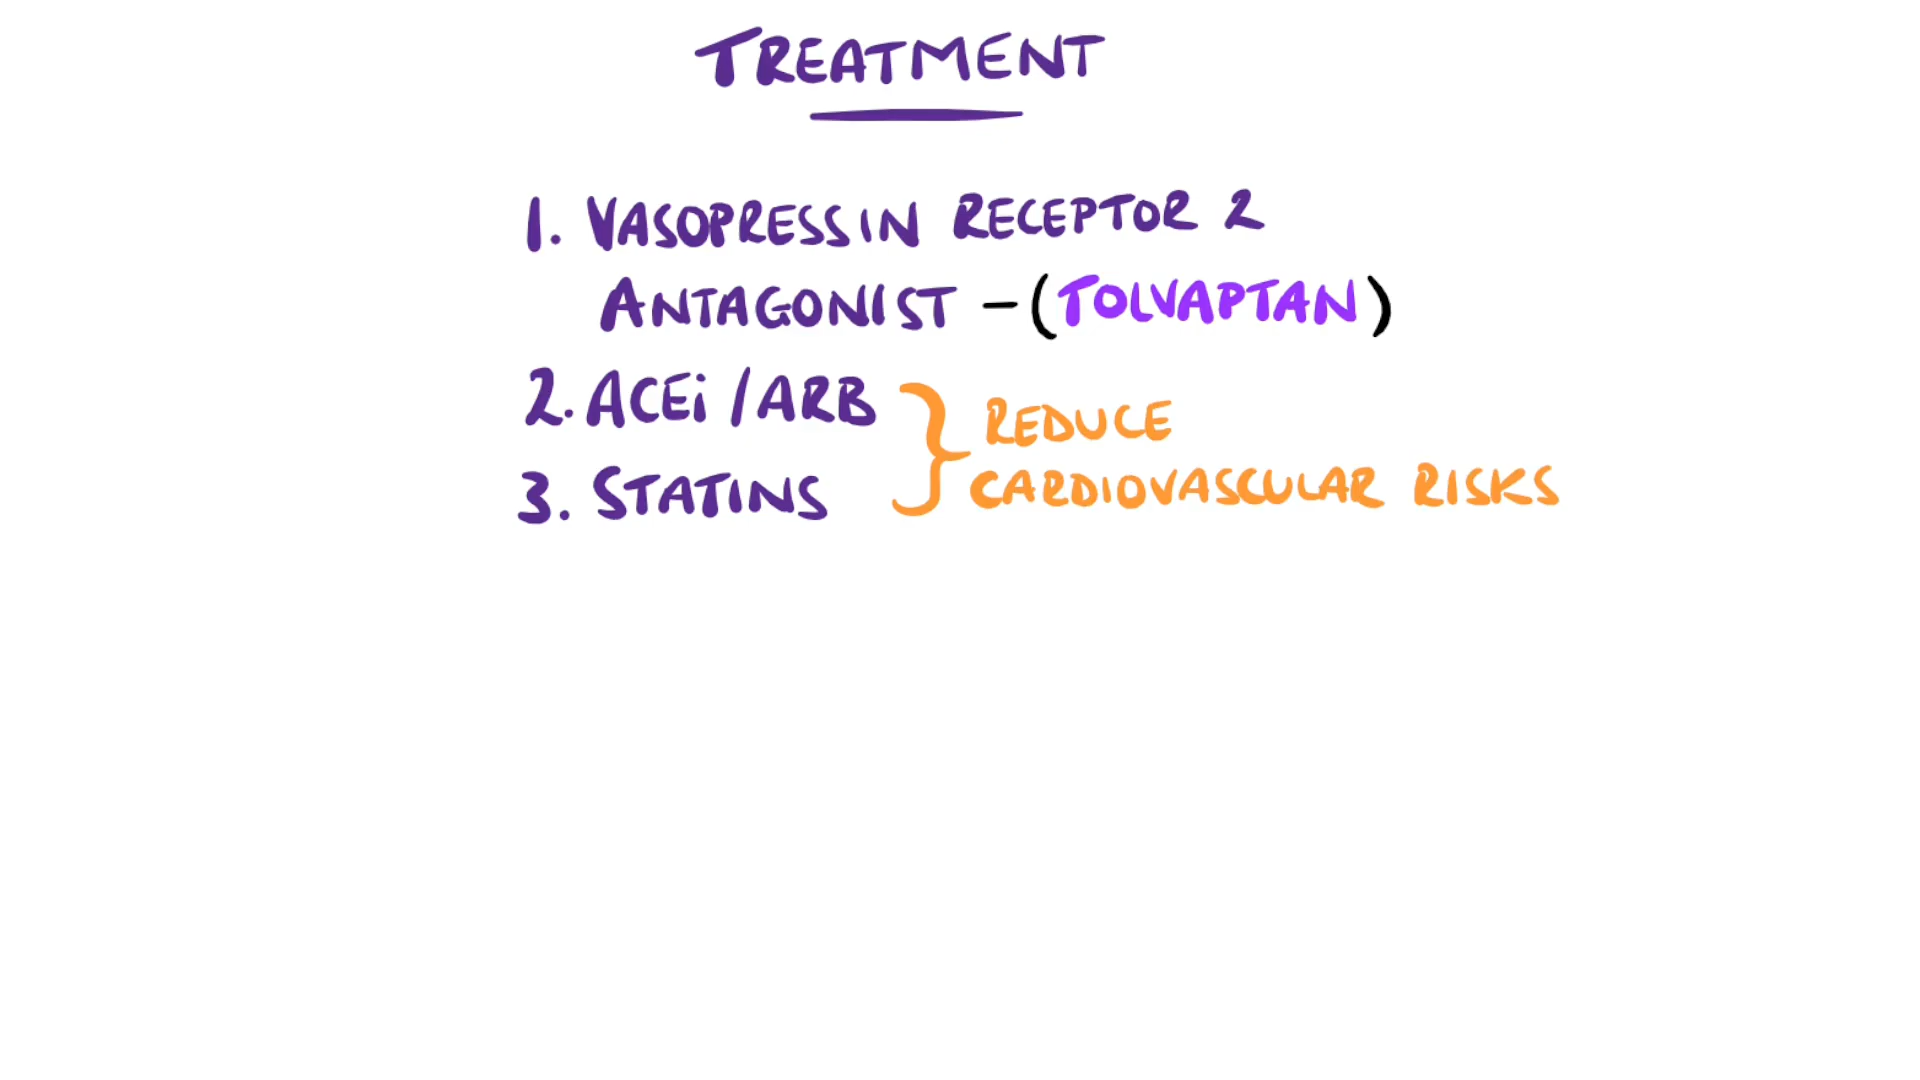 TREATMENT
1. VASOPRESSIN RECEPTOR 2
ANTAGONIST - (TOLVAPTAN)
2. ACEi / ARB
3. STATINS
REDUCE
CARDIOVASCULAR RISKS